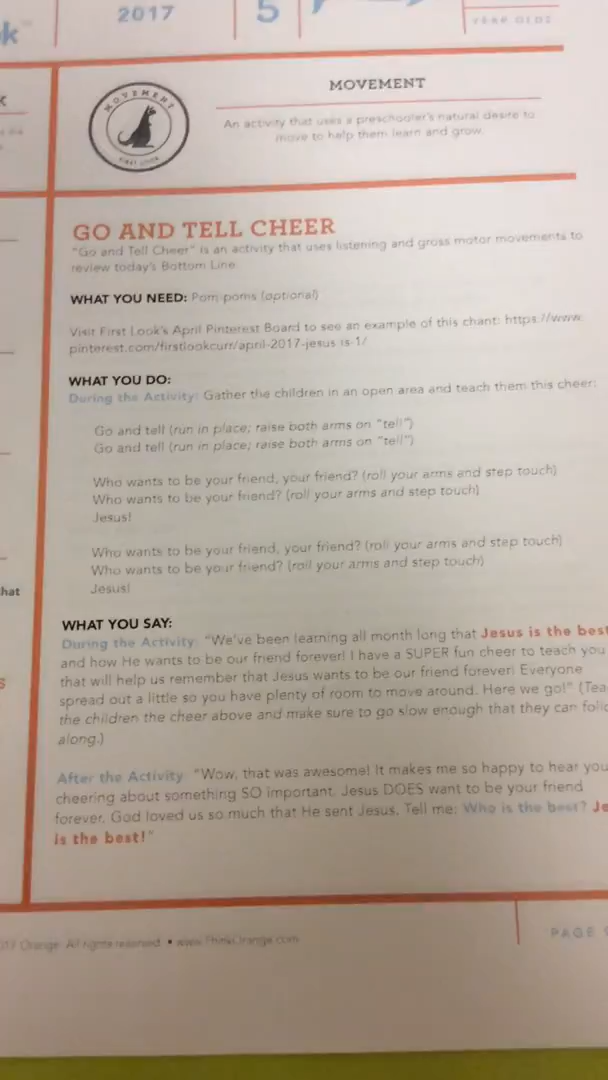 2017
5
YEAR OLDS
MOVEMENT
MOVEMENT
FIRST LOOK
An activity that uses a preschooler's natural desire to
move to help them learn and grow.
GO AND TELL CHEER
"Go and Tell Cheer" is an activity that uses listening and gross motor movements to
review today's Bottom Line.
WHAT YOU NEED: Pom-poms (optional)
Visit First Look's April Pinterest Board to see an example of this chant: https://www.
pinterest.com/firstlookcurr/april-2017-jesus-is-1/
WHAT YOU DO:
During the Activity: Gather the children in an open area and teach them this cheer:
Go and tell (run in place; raise both arms on "tell")
Go and tell (run in place; raise both arms on "tell")
Who wants to be your friend, your friend? (roll your arms and step touch)
Who wants to be your friend? (roll your arms and step touch)
Jesus!
Who wants to be your friend, your friend? (roll your arms and step touch)
Who wants to be your friend? (roll your arms and step touch)
Jesus!
hat
WHAT YOU SAY:
During the Activity: "We've been learning all month long that Jesus is the best
and how He wants to be our friend forever! I have a SUPER fun cheer to teach you
that will help us remember that Jesus wants to be our friend forever! Everyone
spread out a little so you have plenty of room to move around. Here we go!" (Tea
the children the cheer above and make sure to go slow enough that they can follo
along.)
After the Activity: "Wow, that was awesome! It makes me so happy to hear you
cheering about something SO important. Jesus DOES want to be your friend
forever. God loved us so much that He sent Jesus. Tell me: Who is the best? Je
is the best!"
017 Orange. All rights reserved. • www.ThinkOrange.com
PAGE 9